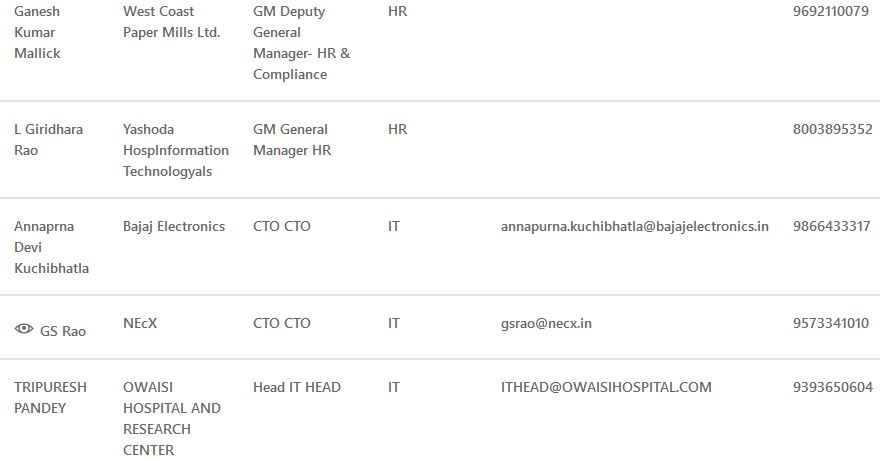 Ganesh West Coast GM Deputy HR 9692110079
Kumar Paper Mills Ltd. General
Mallick Manager- HR &
Compliance
L Giridhara Yashoda GM General HR 8003895352
Rao HospInformation Manager HR
Technologyals
Annaprna Bajaj Electronics CTO CTO IT annapurna.kuchibhatla@bajajelectronics.in 9866433317
Devi
Kuchibhatla
GS Rao NEcX CTO CTO IT gsrao@necx.in 9573341010
TRIPURESH OWAISI Head IT HEAD IT ITHEAD@OWAISIHOSPITAL.COM 9393650604
PANDEY HOSPITAL AND
RESEARCH
CENTER